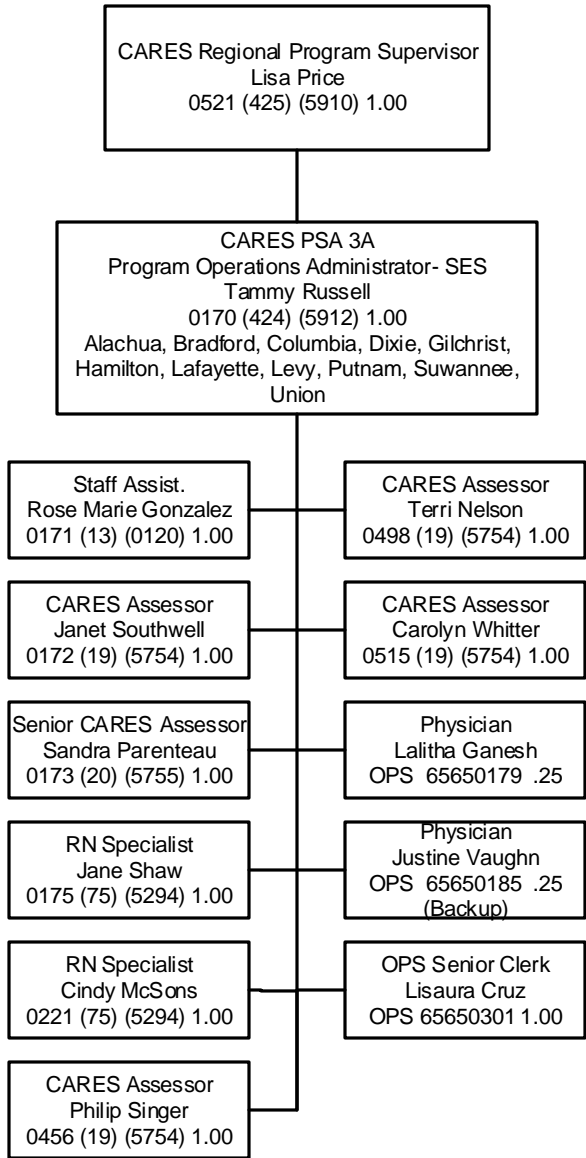 CARES Regional Program Supervisor
Lisa Price
0521 (425) (5910) 1.00
CARES PSA 3A
Program Operations Administrator- SES
Tammy Russell
0170 (424) (5912) 1.00
Alachua, Bradford, Columbia, Dixie, Gilchrist,
Hamilton, Lafayette, Levy, Putnam, Suwannee,
Union
Staff Assist.
Rose Marie Gonzalez
0171 (13) (0120) 1.00
CARES Assessor
Terri Nelson
0498 (19) (5754) 1.00
CARES Assessor
Janet Southwell
0172 (19) (5754) 1.00
CARES Assessor
Carolyn Whitter
0515 (19) (5754) 1.00
Senior CARES Assessor
Sandra Parenteau
0173 (20) (5755) 1.00
Physician
Lalitha Ganesh
OPS 65650179 .25
RN Specialist
Jane Shaw
0175 (75) (5294) 1.00
Physician
Justine Vaughn
OPS 65650185 .25
(Backup)
RN Specialist
Cindy McSons
0221 (75) (5294) 1.00
OPS Senior Clerk
Lisaura Cruz
OPS 65650301 1.00
CARES Assessor
Philip Singer
0456 (19) (5754) 1.00